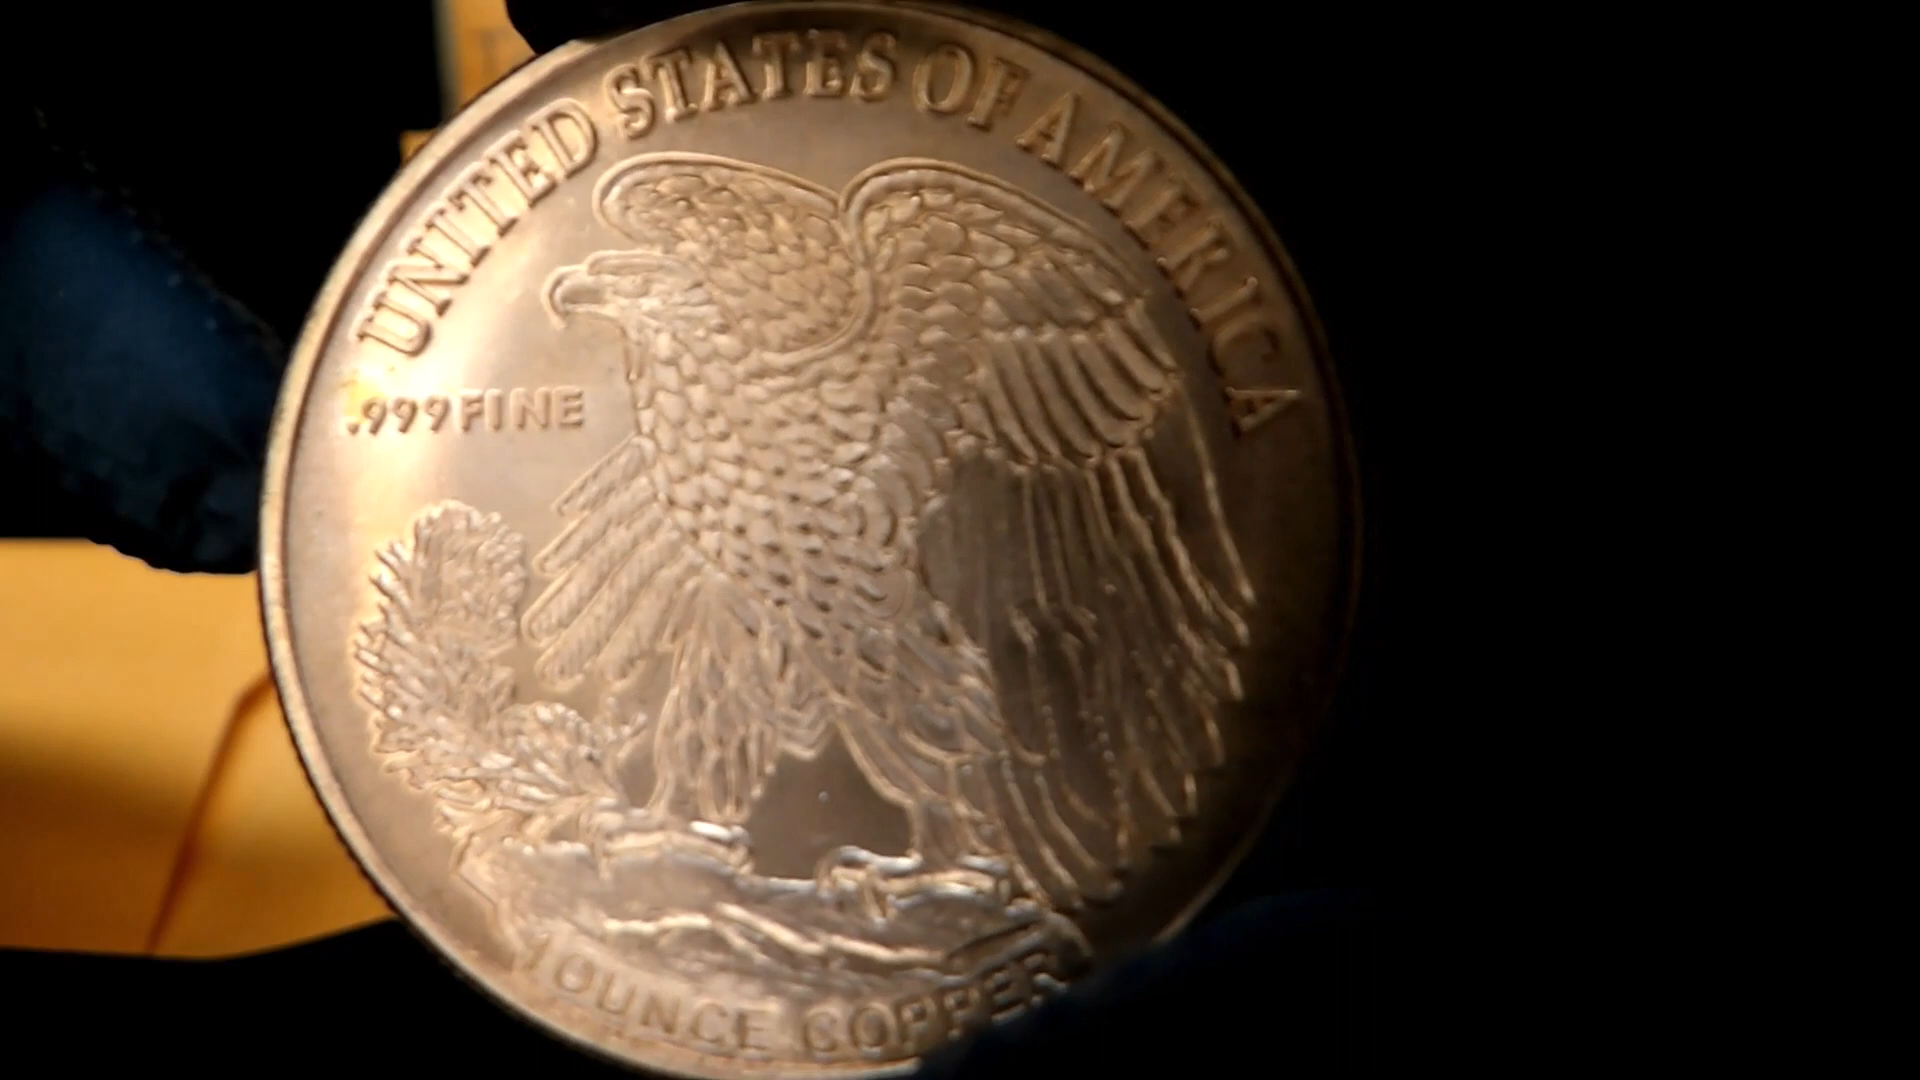 UNITED STATES OF AMERICA
.999 FINE
1 OUNCE COPPER